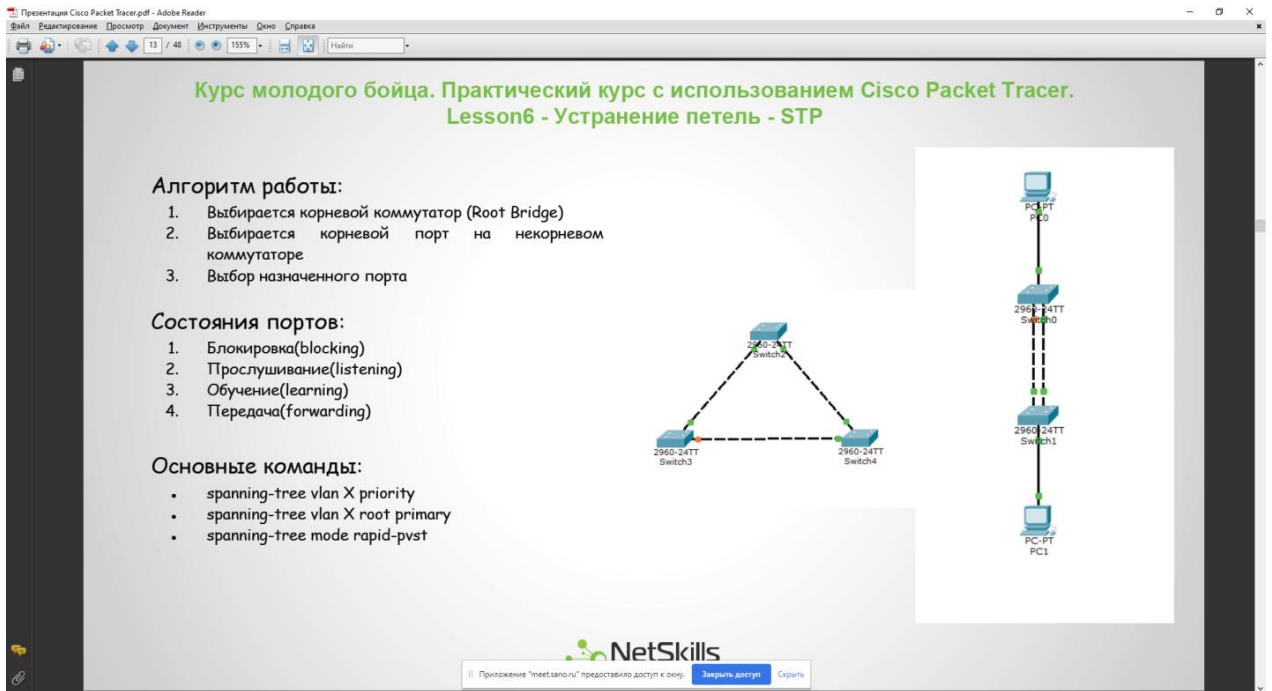 Презентация Cisco Packet Tracer.pdf - Adobe Reader
Файл Редактирование Просмотр Документ Инструменты Окно Справка
13 / 48 155% Найти
Курс молодого бойца. Практический курс с использованием Cisco Packet Tracer.
Lesson6 - Устранение петель - STP
Алгоритм работы:
1. Выбирается корневой коммутатор (Root Bridge)
2. Выбирается корневой порт на некорневом
коммутаторе
3. Выбор назначенного порта
Состояния портов:
1. Блокировка(blocking)
2. Прослушивание(listening)
3. Обучение(learning)
4. Передача(forwarding)
Основные команды:
• spanning-tree vlan X priority
• spanning-tree vlan X root primary
• spanning-tree mode rapid-pvst
2960-24TT
Switch2
2960-24TT
Switch3
2960-24TT
Switch4
PC-PT
PC0
2960-24TT
Switch0
2960-24TT
Switch1
PC-PT
PC1
NetSkills
Приложение "meet.sano.ru" предоставило доступ к окну. Закрыть доступ Скрыть